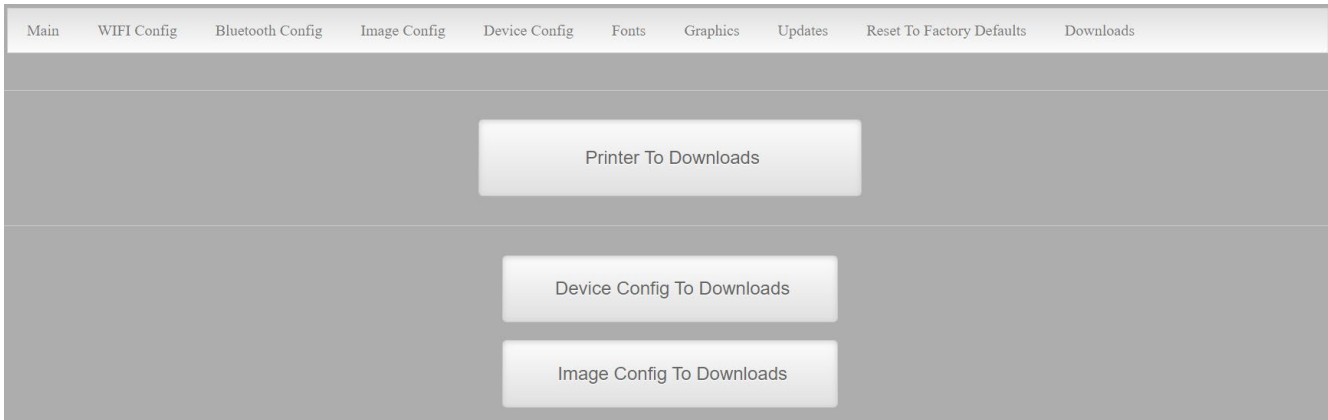 Main WIFI Config Bluetooth Config Image Config Device Config Fonts Graphics Updates Reset To Factory Defaults Downloads
Printer To Downloads
Device Config To Downloads
Image Config To Downloads